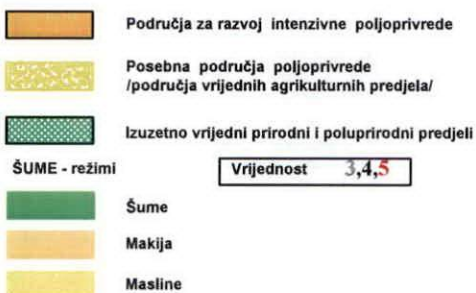 Područja za razvoj intenzivne poljoprivrede
Posebna područja poljoprivrede
/područja vrijednih agrikulturnih predjela/
Izuzetno vrijedni prirodni i poluprirodni predjeli
ŠUME - režimi
Vrijednost 3,4,5
Šume
Makija
Masline